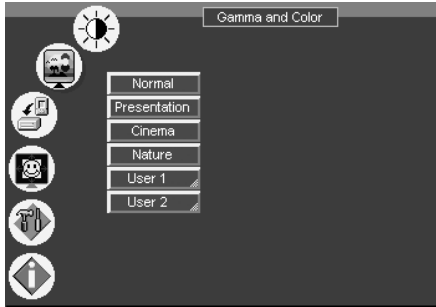 Gamma and Color
Normal
Presentation
Cinema
Nature
User 1
User 2